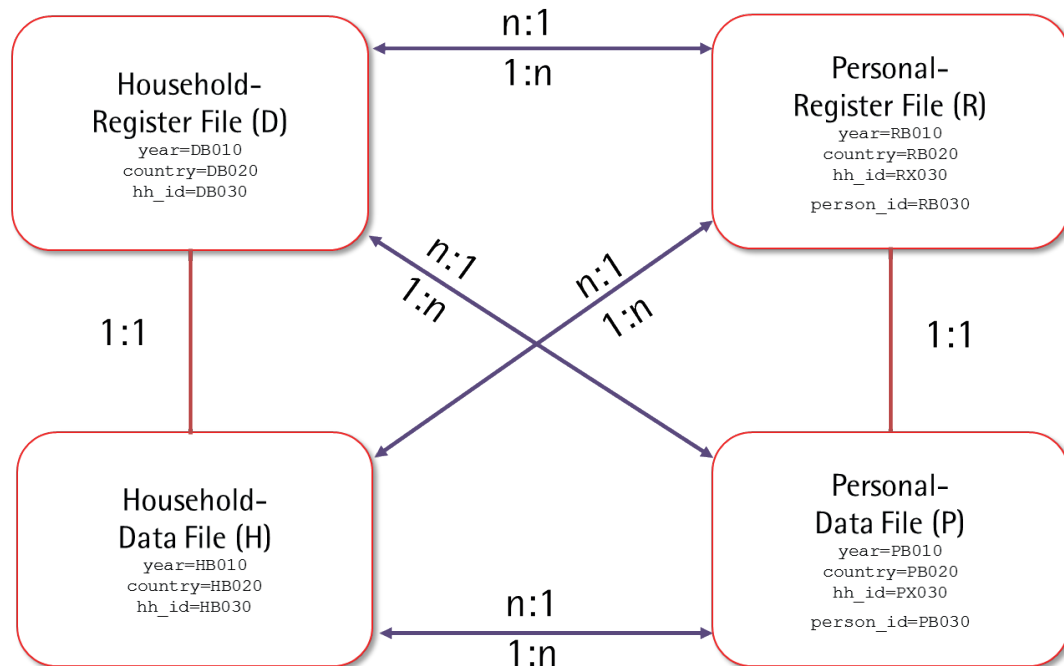 n:1
1:n
Household-
Register File (D)
year=DB010
country=DB020
hh_id=DB030
Personal-
Register File (R)
year=RB010
country=RB020
hh_id=RX030
person_id=RB030
n:1
1:n
n:1
1:n
1:1
1:1
Household-
Data File (H)
year=HB010
country=HB020
hh_id=HB030
Personal-
Data File (P)
year=PB010
country=PB020
hh_id=PX030
person_id=PB030
n:1
1:n